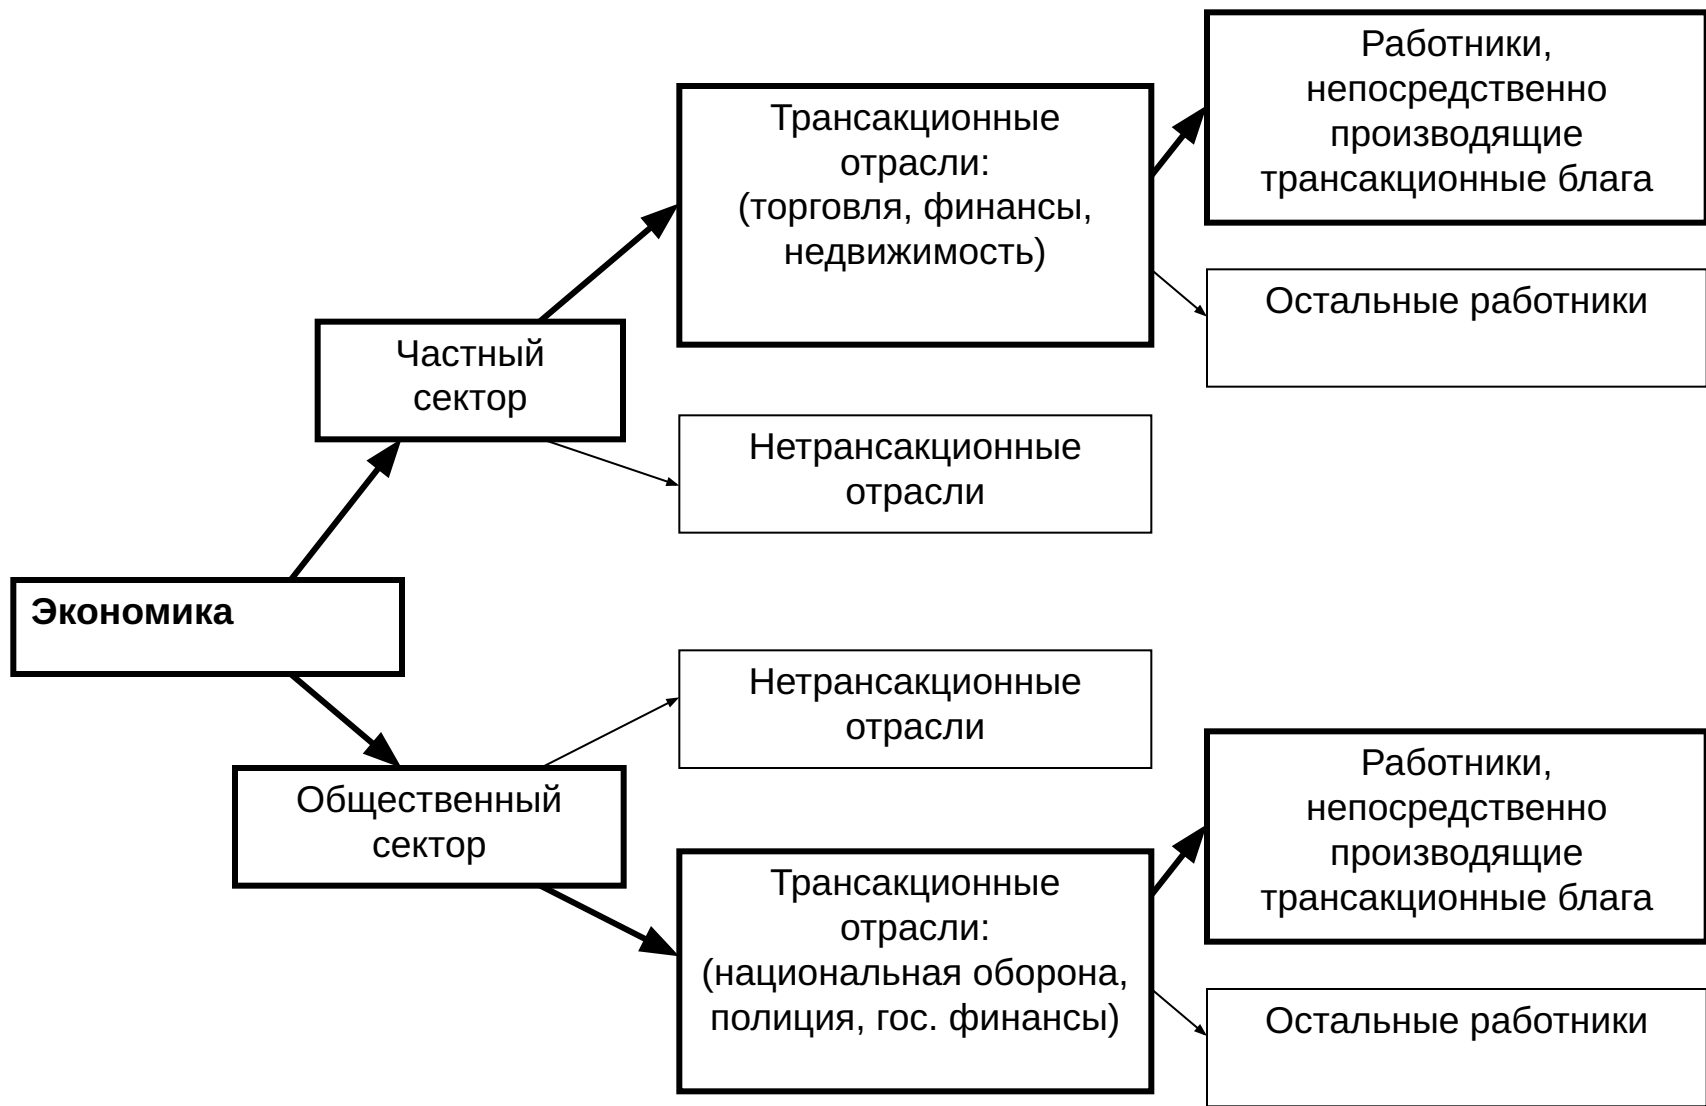 Работники,
непосредственно
производящие
трансакционные блага
Трансакционные
отрасли:
(торговля, финансы,
недвижимость)
Остальные работники
Частный
сектор
Нетрансакционные
отрасли
Экономика
Нетрансакционные
отрасли
Общественный
сектор
Работники,
непосредственно
производящие
трансакционные блага
Трансакционные
отрасли:
(национальная оборона,
полиция, гос. финансы)
Остальные работники